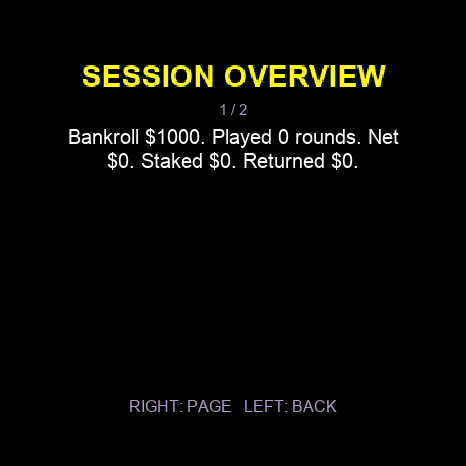 SESSION OVERVIEW
1 / 2
Bankroll $1000. Played 0 rounds. Net
$0. Staked $0. Returned $0.
RIGHT: PAGE   LEFT: BACK